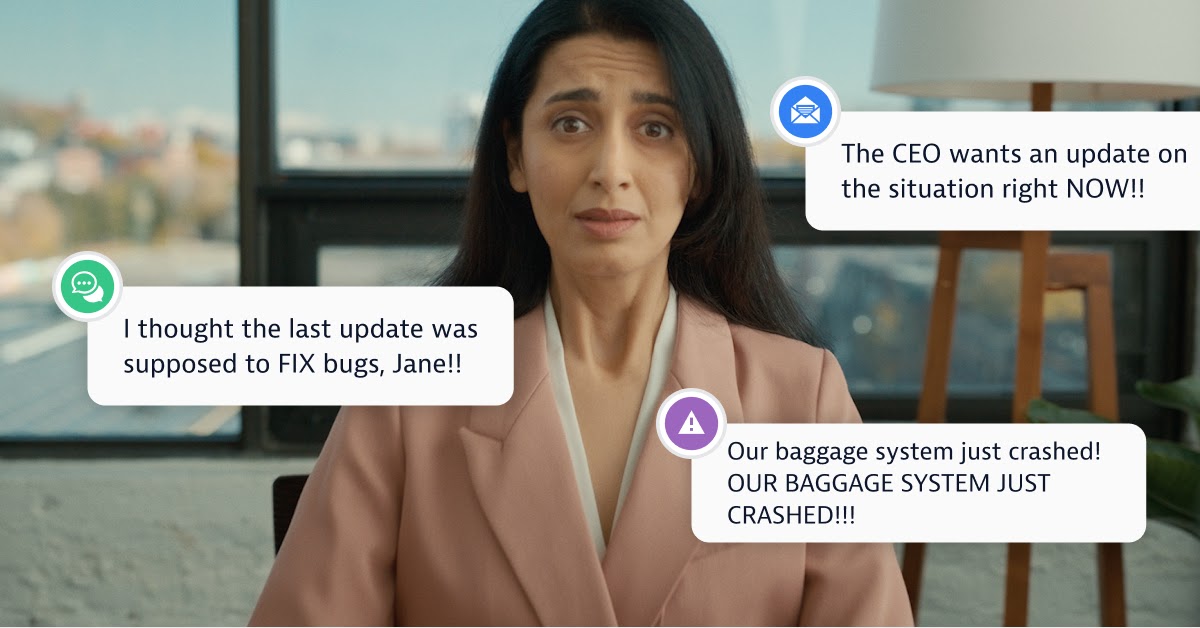 The CEO wants an update on
the situation right NOW!!
I thought the last update was
supposed to FIX bugs, Jane!!
Our baggage system just crashed!
OUR BAGGAGE SYSTEM JUST
CRASHED!!!